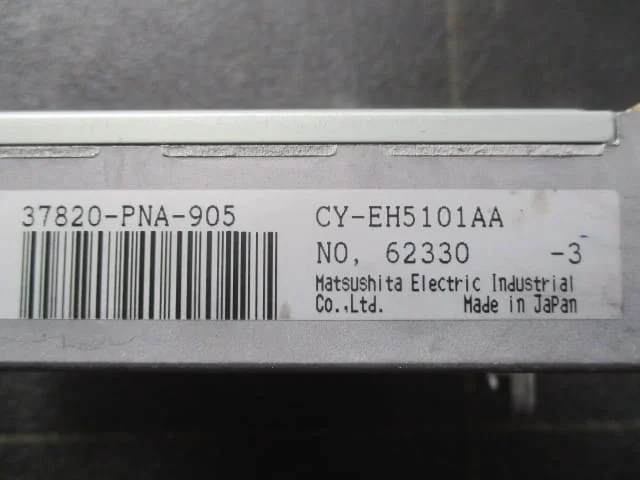 37820-PNA-905
CY-EH5101AA
NO, 62330 -3
Matsushita Electric Industrial
Co.,Ltd. Made in JaPan